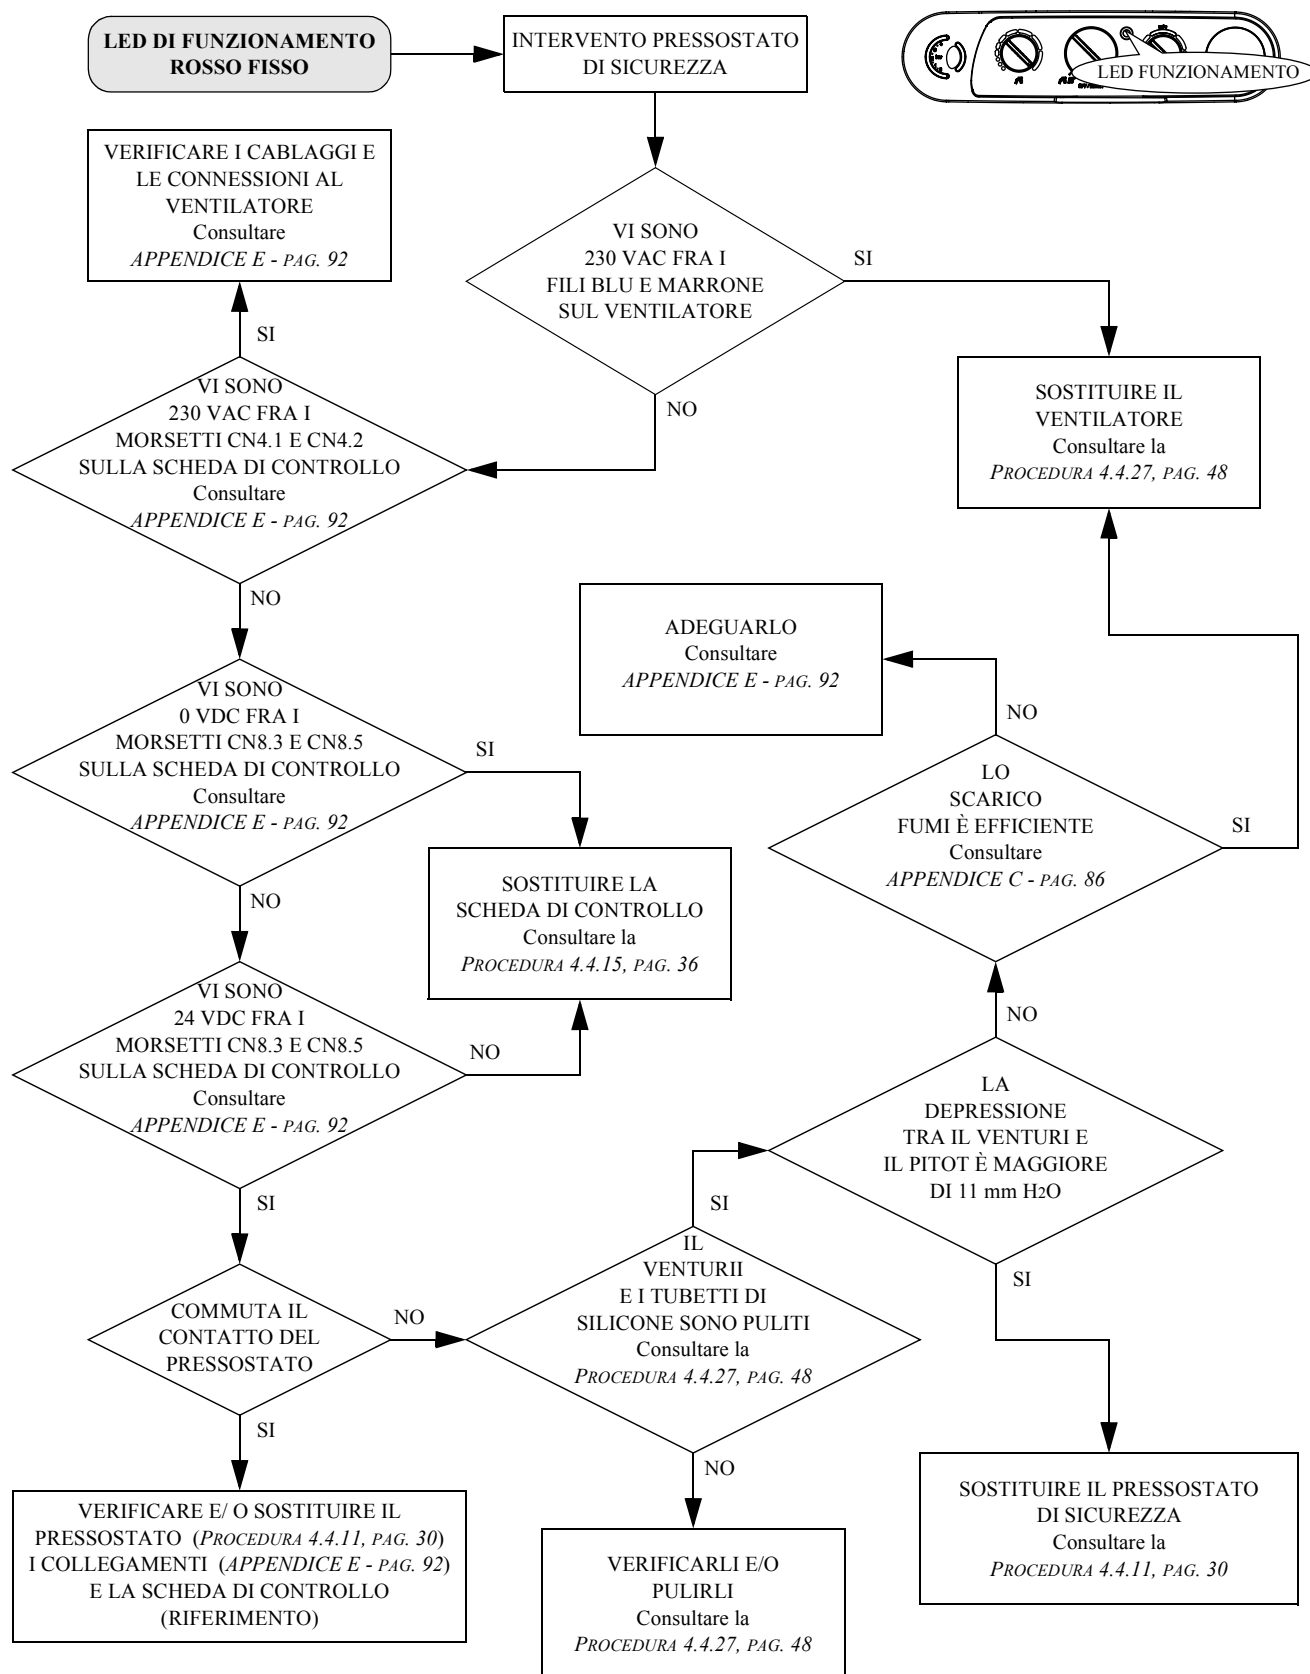 LED DI FUNZIONAMENTO
ROSSO FISSO
INTERVENTO PRESSOSTATO
DI SICUREZZA
LED FUNZIONAMENTO
VERIFICARE I CABLAGGI E
LE CONNESSIONI AL
VENTILATORE
Consultare
APPENDICE E - PAG. 92
VI SONO
230 VAC FRA I
FILI BLU E MARRONE
SUL VENTILATORE
SI
SI
NO
VI SONO
230 VAC FRA I
MORSETTI CN4.1 E CN4.2
SULLA SCHEDA DI CONTROLLO
Consultare
APPENDICE E - PAG. 92
SOSTITUIRE IL
VENTILATORE
Consultare la
PROCEDURA 4.4.27, PAG. 48
NO
ADEGUARLO
Consultare
APPENDICE E - PAG. 92
NO
VI SONO
0 VDC FRA I
MORSETTI CN8.3 E CN8.5
SULLA SCHEDA DI CONTROLLO
Consultare
APPENDICE E - PAG. 92
SI
LO
SCARICO
FUMI È EFFICIENTE
Consultare
APPENDICE C - PAG. 86
SI
NO
SOSTITUIRE LA
SCHEDA DI CONTROLLO
Consultare la
PROCEDURA 4.4.15, PAG. 36
NO
VI SONO
24 VDC FRA I
MORSETTI CN8.3 E CN8.5
SULLA SCHEDA DI CONTROLLO
Consultare
APPENDICE E - PAG. 92
NO
LA
DEPRESSIONE
TRA IL VENTURI E
IL PITOT È MAGGIORE
DI 11 mm H2O
SI
SI
SI
COMMUTA IL
CONTATTO DEL
PRESSOSTATO
NO
IL
VENTURII
E I TUBETTI DI
SILICONE SONO PULITI
Consultare la
PROCEDURA 4.4.27, PAG. 48
SI
NO
VERIFICARE E/ O SOSTITUIRE IL
PRESSOSTATO (PROCEDURA 4.4.11, PAG. 30)
I COLLEGAMENTI (APPENDICE E - PAG. 92)
E LA SCHEDA DI CONTROLLO
(RIFERIMENTO)
VERIFICARLI E/O
PULIRLI
Consultare la
PROCEDURA 4.4.27, PAG. 48
SOSTITUIRE IL PRESSOSTATO
DI SICUREZZA
Consultare la
PROCEDURA 4.4.11, PAG. 30